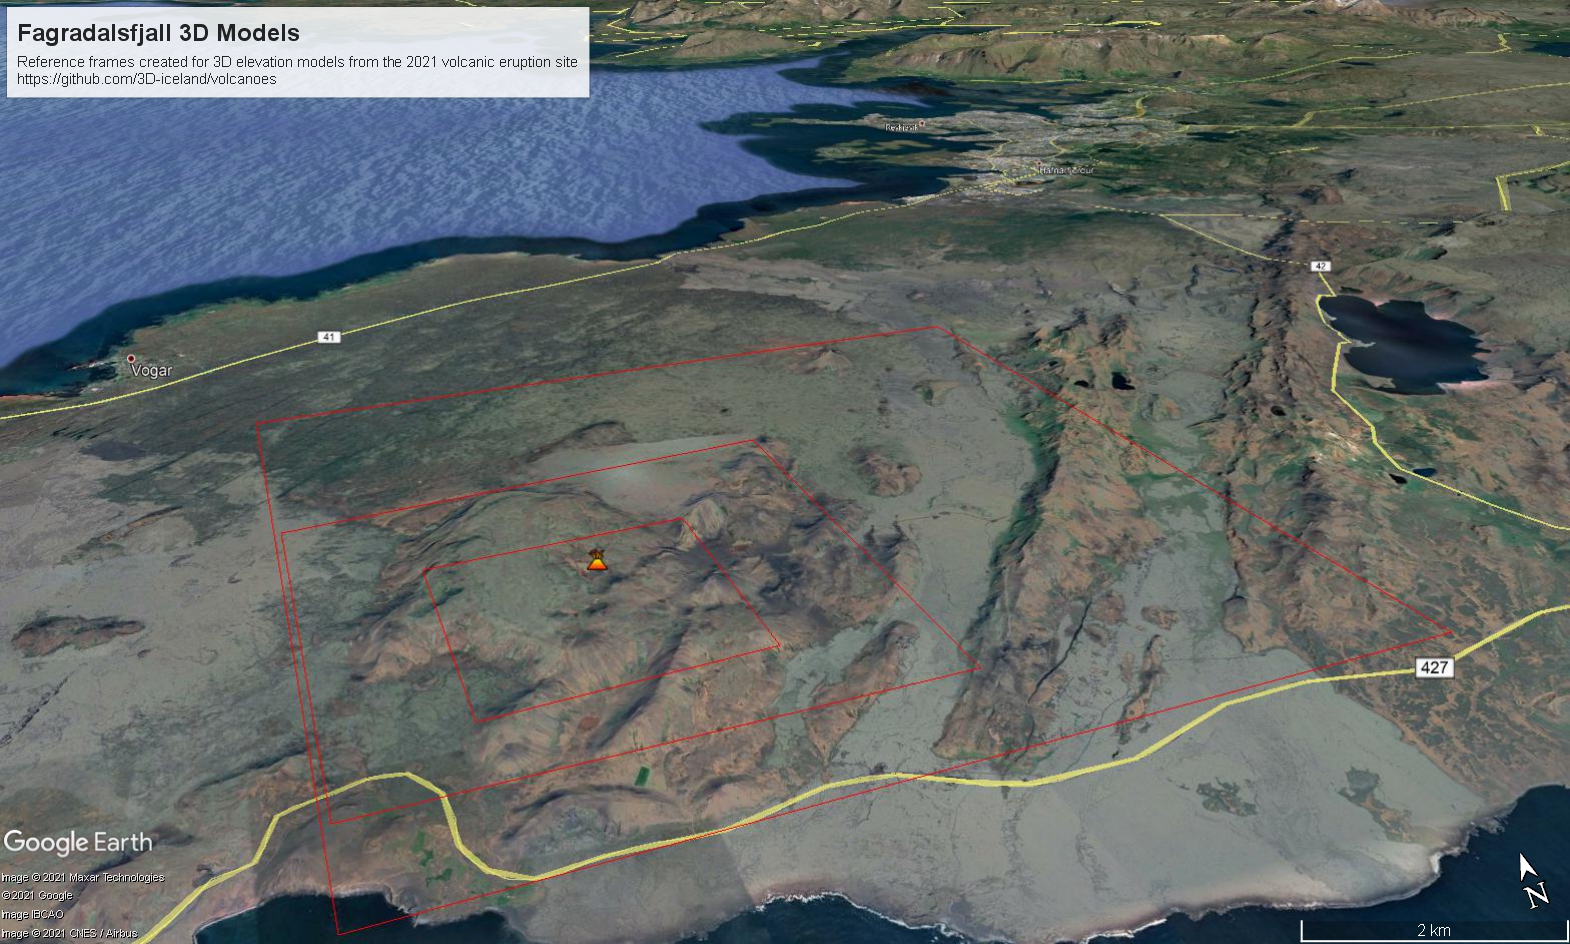 Fagradalsfjall 3D Models
Reference frames created for 3D elevation models from the 2021 volcanic eruption site
https://github.com/3D-iceland/volcanoes
Reykjavik
Hafnarfjorour
42
41
Vogar
427
Google Earth
Image © 2021 Maxar Technologies
©2021 Google
Image IBCAO
Image © 2021 CNES / Airbus
N
2 km